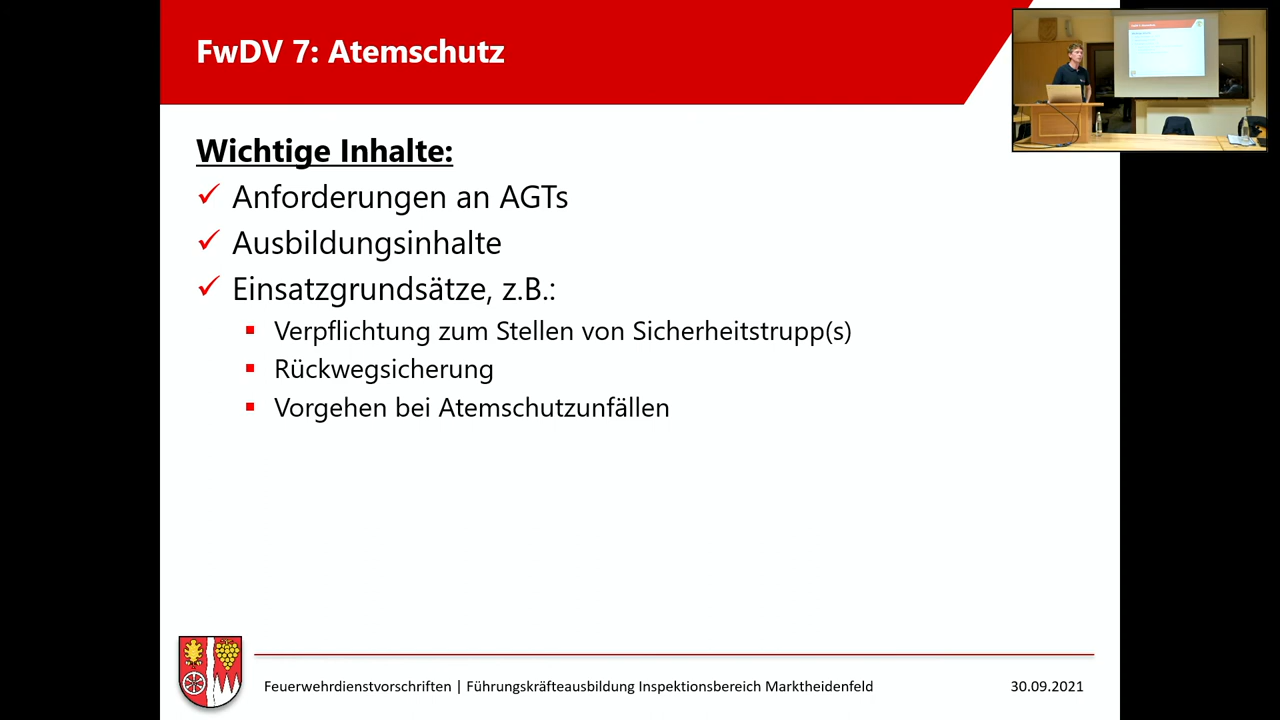 FwDV 7: Atemschutz
Wichtige Inhalte:
Anforderungen an AGTs
Ausbildungsinhalte
Einsatzgrundsätze, z.B.:
Verpflichtung zum Stellen von Sicherheitstrupp(s)
Rückwegsicherung
Vorgehen bei Atemschutzunfällen
Feuerwehrdienstvorschriften | Führungskräfteausbildung Inspektionsbereich Marktheidenfeld
30.09.2021